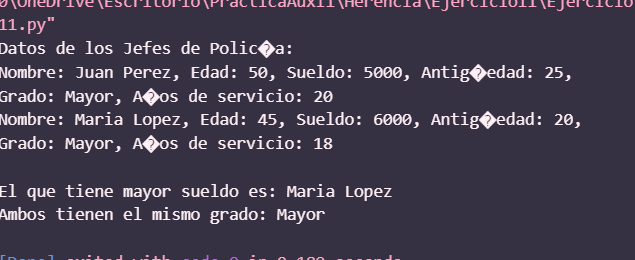 0\OneDrive\Escritorio\PracticaAuxII\Herencia\Ejercicio11\Ejercicio
11.py"
Datos de los Jefes de Polic�a:
Nombre: Juan Perez, Edad: 50, Sueldo: 5000, Antig�edad: 25,
Grado: Mayor, A�os de servicio: 20
Nombre: Maria Lopez, Edad: 45, Sueldo: 6000, Antig�edad: 20,
Grado: Mayor, A�os de servicio: 18
El que tiene mayor sueldo es: Maria Lopez
Ambos tienen el mismo grado: Mayor
[Done] exited with code=0 in 0.189 seconds